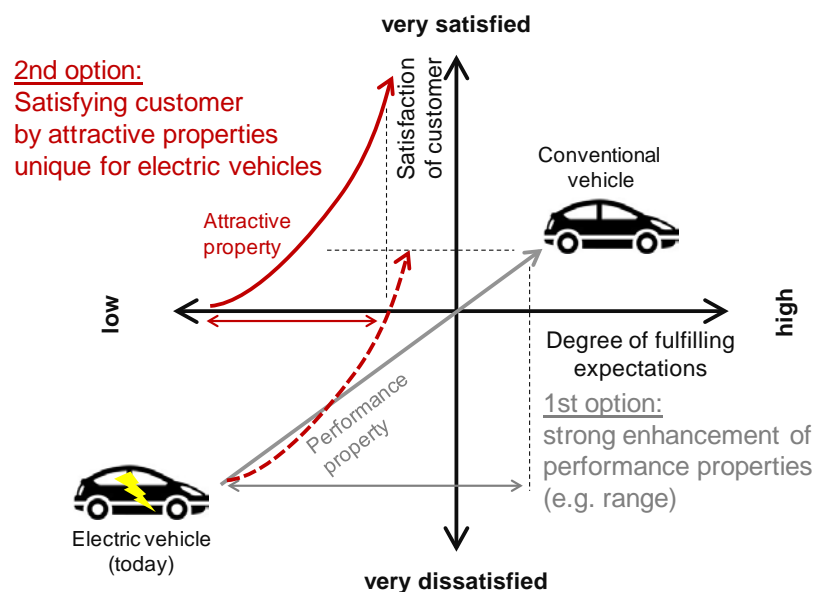 very satisfied
2nd option:
Satisfying customer
by attractive properties
unique for electric vehicles
Satisfaction
of customer
Conventional
vehicle
Attractive
property
low
high
Degree of fulfilling
expectations
Performance
property
1st option:
strong enhancement of
performance properties
(e.g. range)
Electric vehicle
(today)
very dissatisfied